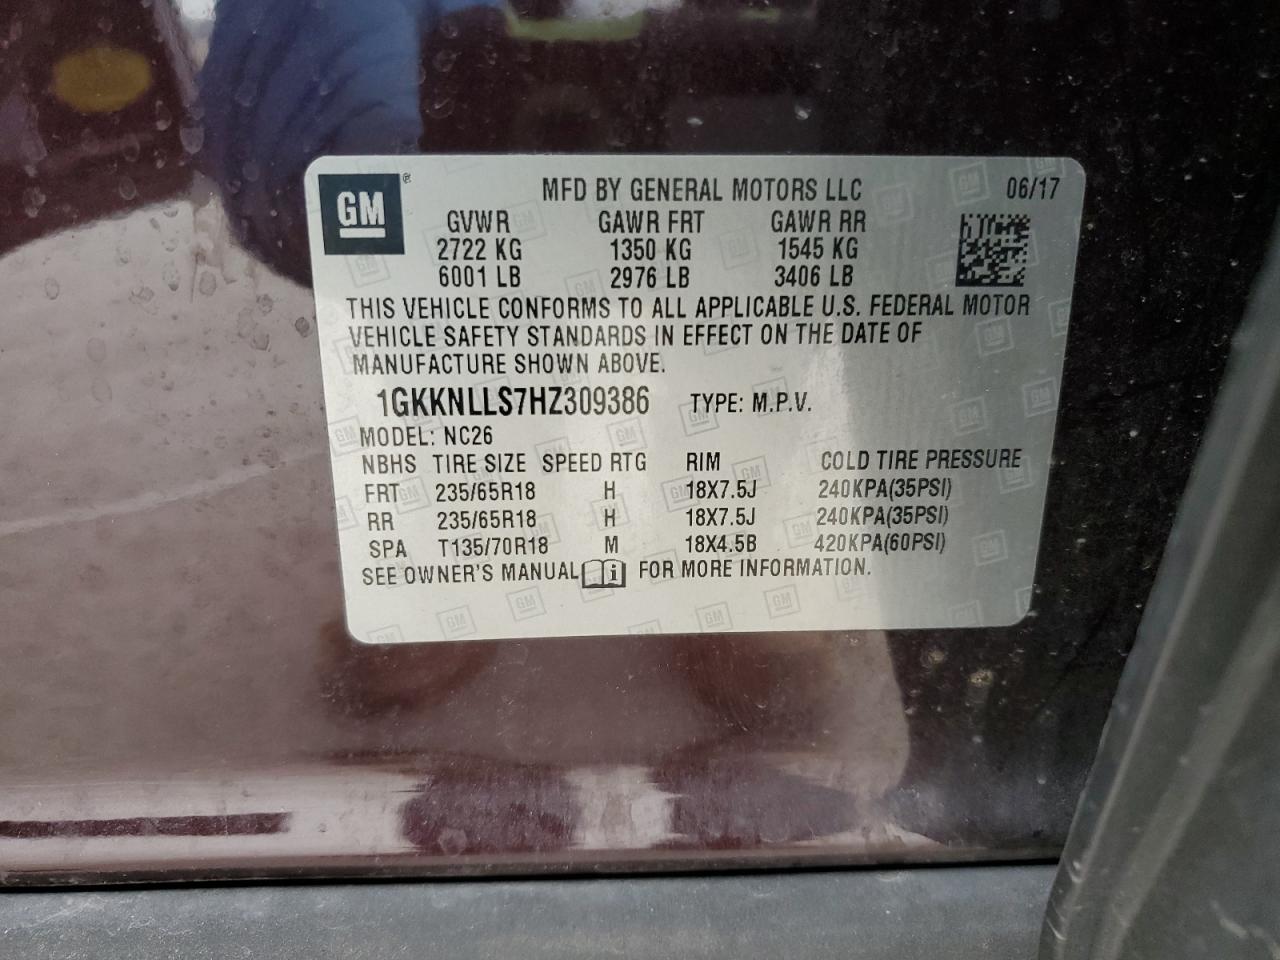 GM ®
MFD BY GENERAL MOTORS LLC 06/17
GVWR GAWR FRT GAWR RR
2722 KG 1350 KG 1545 KG
6001 LB 2976 LB 3406 LB
THIS VEHICLE CONFORMS TO ALL APPLICABLE U.S. FEDERAL MOTOR
VEHICLE SAFETY STANDARDS IN EFFECT ON THE DATE OF
MANUFACTURE SHOWN ABOVE.
1GKKNLLS7HZ309386 TYPE: M.P.V.
MODEL: NC26
NBHS TIRE SIZE SPEED RTG RIM COLD TIRE PRESSURE
FRT 235/65R18 H 18X7.5J 240KPA(35PSI)
RR 235/65R18 H 18X7.5J 240KPA(35PSI)
SPA T135/70R18 M 18X4.5B 420KPA(60PSI)
SEE OWNER'S MANUAL i FOR MORE INFORMATION.